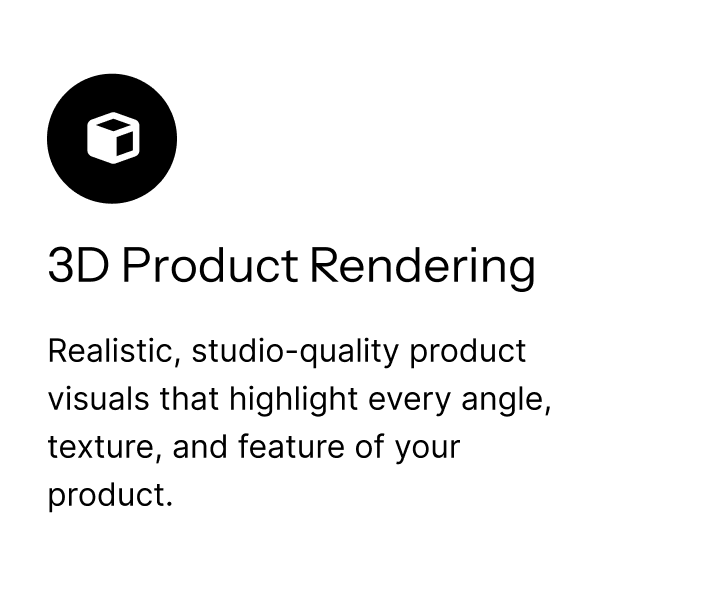 3D Product Rendering
Realistic, studio-quality product
visuals that highlight every angle,
texture, and feature of your
product.